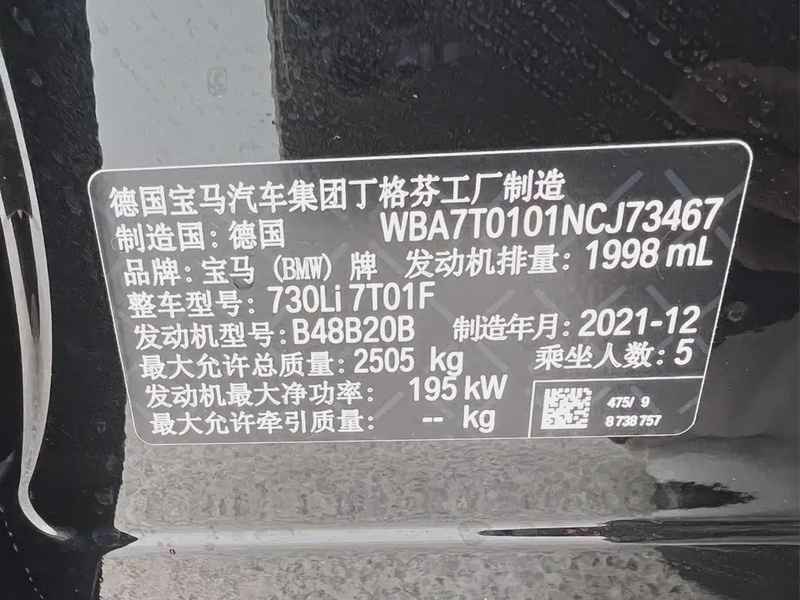 德国宝马汽车集团丁格芬工厂制造
制造国: 德国 WBA7T0101NCJ73467
品牌: 宝马 (BMW) 牌 发动机排量: 1998 mL
整车型号: 730Li 7T01F
发动机型号: B48B20B 制造年月: 2021-12
最大允许总质量: 2505 kg 乘坐人数: 5
发动机最大净功率: 195 kW
最大允许牵引质量: -- kg
475/ 9
8 738 757